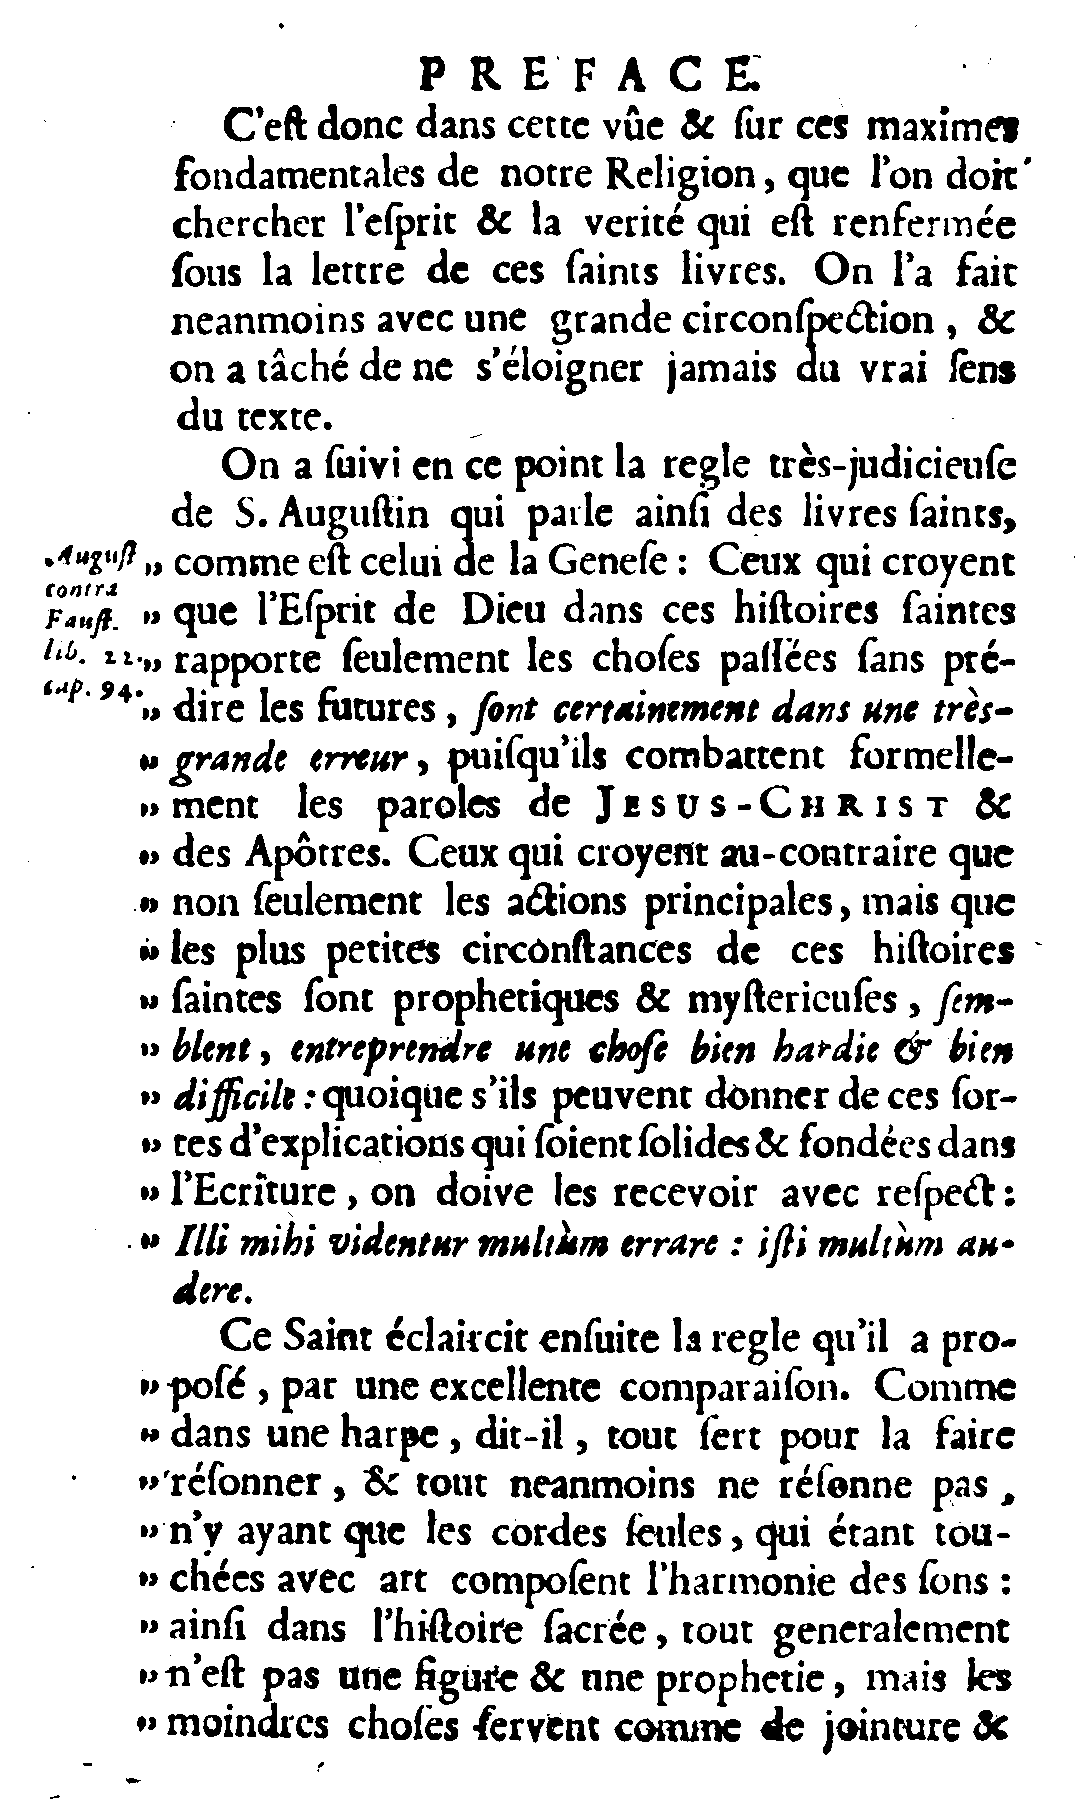 PREFACE.
C'eſt donc dans cette vûe & ſur ces maximes
fondamentales de notre Religion, que l'on doit
chercher l'eſprit & la verité qui eſt renfermée
ſous la lettre de ces ſaints livres. On l'a fait
neanmoins avec une grande circonſpection, &
on a tâché de ne s'éloigner jamais du vrai ſens
du texte.
On a ſuivi en ce point la regle très-judicieuſe
de S. Auguſtin qui parle ainſi des livres ſaints,
Auguſt
contra
Fauſt.
lib. 22.
cap. 94.
„ comme eſt celui de la Geneſe : Ceux qui croyent
„ que l'Eſprit de Dieu dans ces hiſtoires ſaintes
„ rapporte ſeulement les choſes paſſées ſans pré-
„ dire les futures, ſont certainement dans une très-
„ grande erreur, puiſqu'ils combattent formelle-
„ ment les paroles de JESUS-CHRIST &
„ des Apôtres. Ceux qui croyent au-contraire que
„ non ſeulement les actions principales, mais que
„ les plus petites circonſtances de ces hiſtoires
„ ſaintes ſont prophetiques & myſterieuſes, ſem-
„ blent, entreprendre une choſe bien hardie & bien
„ difficile : quoique s'ils peuvent donner de ces ſor-
„ tes d'explications qui ſoient ſolides & fondées dans
„ l'Ecrîture, on doive les recevoir avec reſpect :
„ Illi mihi videntur multùm errare : iſti multùm au-
dere.
Ce Saint éclaircit enſuite la regle qu'il a pro-
„ poſé, par une excellente comparaiſon. Comme
„ dans une harpe, dit-il, tout ſert pour la faire
„ réſonner, & tout neanmoins ne réſonne pas,
„ n'y ayant que les cordes ſeules, qui étant tou-
„ chées avec art compoſent l'harmonie des ſons :
„ ainſi dans l'hiſtoire ſacrée, tout generalement
„ n'eſt pas une figure & une prophetie, mais les
„ moindres choſes ſervent comme de jointure &